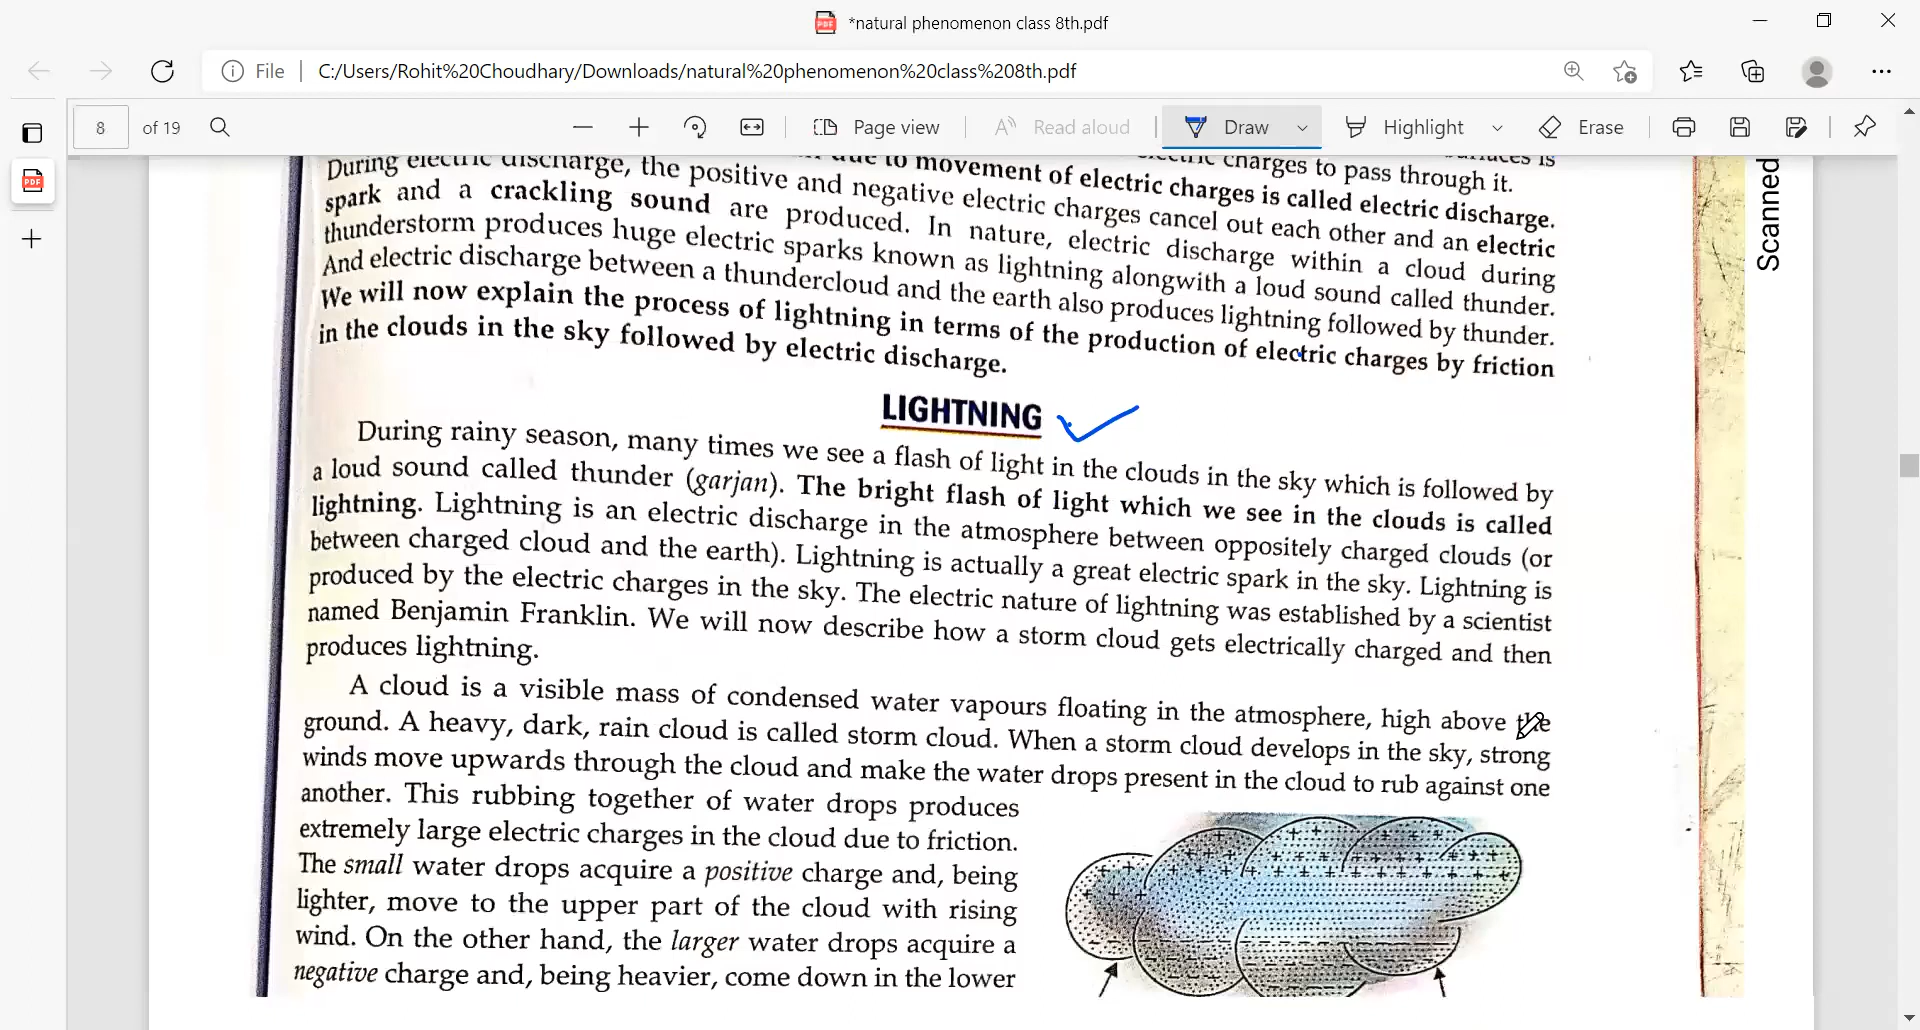 *natural phenomenon class 8th.pdf
File
C:/Users/Rohit%20Choudhary/Downloads/natural%20phenomenon%20class%208th.pdf
8 of 19
Page view
Read aloud
Draw
Highlight
Erase
Scanned
charges to pass through it.
due to movement of electric charges is called electric discharge.
During electric discharge, the positive and negative electric charges cancel out each other and an electric
spark and a crackling sound are produced. In nature, electric discharge within a cloud during
thunderstorm produces huge electric sparks known as lightning alongwith a loud sound called thunder.
And electric discharge between a thundercloud and the earth also produces lightning followed by thunder.
We will now explain the process of lightning in terms of the production of electric charges by friction
in the clouds in the sky followed by electric discharge.
LIGHTNING
During rainy season, many times we see a flash of light in the clouds in the sky which is followed by
a loud sound called thunder (garjan). The bright flash of light which we see in the clouds is called
lightning. Lightning is an electric discharge in the atmosphere between oppositely charged clouds (or
between charged cloud and the earth). Lightning is actually a great electric spark in the sky. Lightning is
produced by the electric charges in the sky. The electric nature of lightning was established by a scientist
named Benjamin Franklin. We will now describe how a storm cloud gets electrically charged and then
produces lightning.
A cloud is a visible mass of condensed water vapours floating in the atmosphere, high above the
ground. A heavy, dark, rain cloud is called storm cloud. When a storm cloud develops in the sky, strong
winds move upwards through the cloud and make the water drops present in the cloud to rub against one
another. This rubbing together of water drops produces
extremely large electric charges in the cloud due to friction.
The small water drops acquire a positive charge and, being
lighter, move to the upper part of the cloud with rising
wind. On the other hand, the larger water drops acquire a
negative charge and, being heavier, come down in the lower